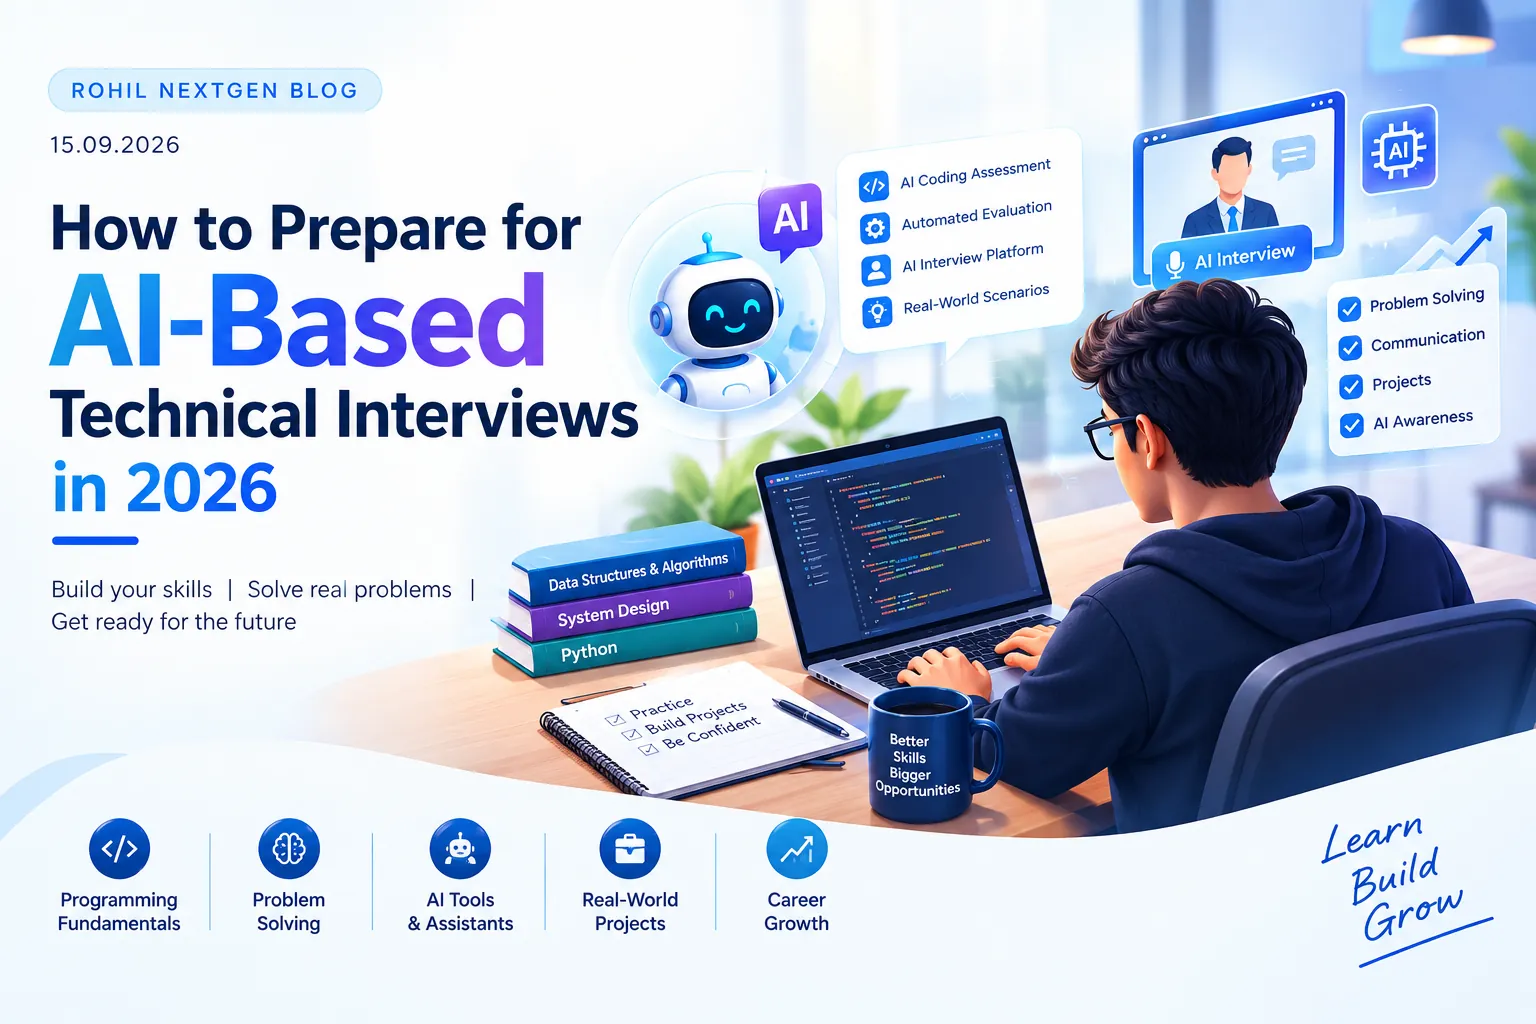 ROHIL NEXTGEN BLOG
15.09.2026
How to Prepare for
AI-Based
Technical Interviews
in 2026
Build your skills | Solve real problems |
Get ready for the future
AI
AI Coding Assessment
Automated Evaluation
AI Interview Platform
Real-World Scenarios
AI Interview
AI
Problem Solving
Communication
Projects
AI Awareness
Data Structures & Algorithms
System Design
Python
Practice
Build Projects
Be Confident
Better
Skills
Bigger
Opportunities
Programming
Fundamentals
Problem
Solving
AI Tools
& Assistants
Real-World
Projects
Career
Growth
Learn
Build
Grow